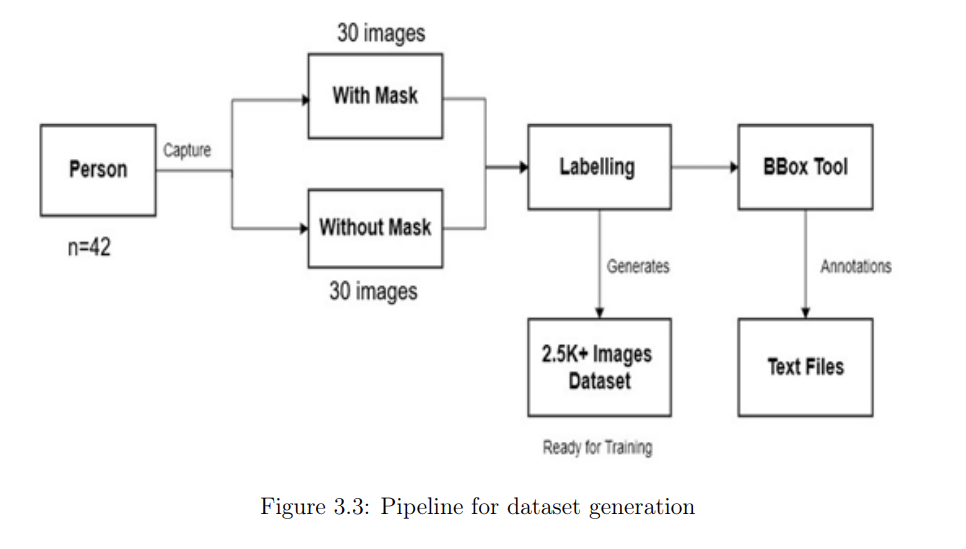 30 images
With Mask
Person
Capture
n=42
Without Mask
30 images
Labelling
BBox Tool
Generates
Annotations
2.5K+ Images
Dataset
Text Files
Ready for Training
Figure 3.3: Pipeline for dataset generation